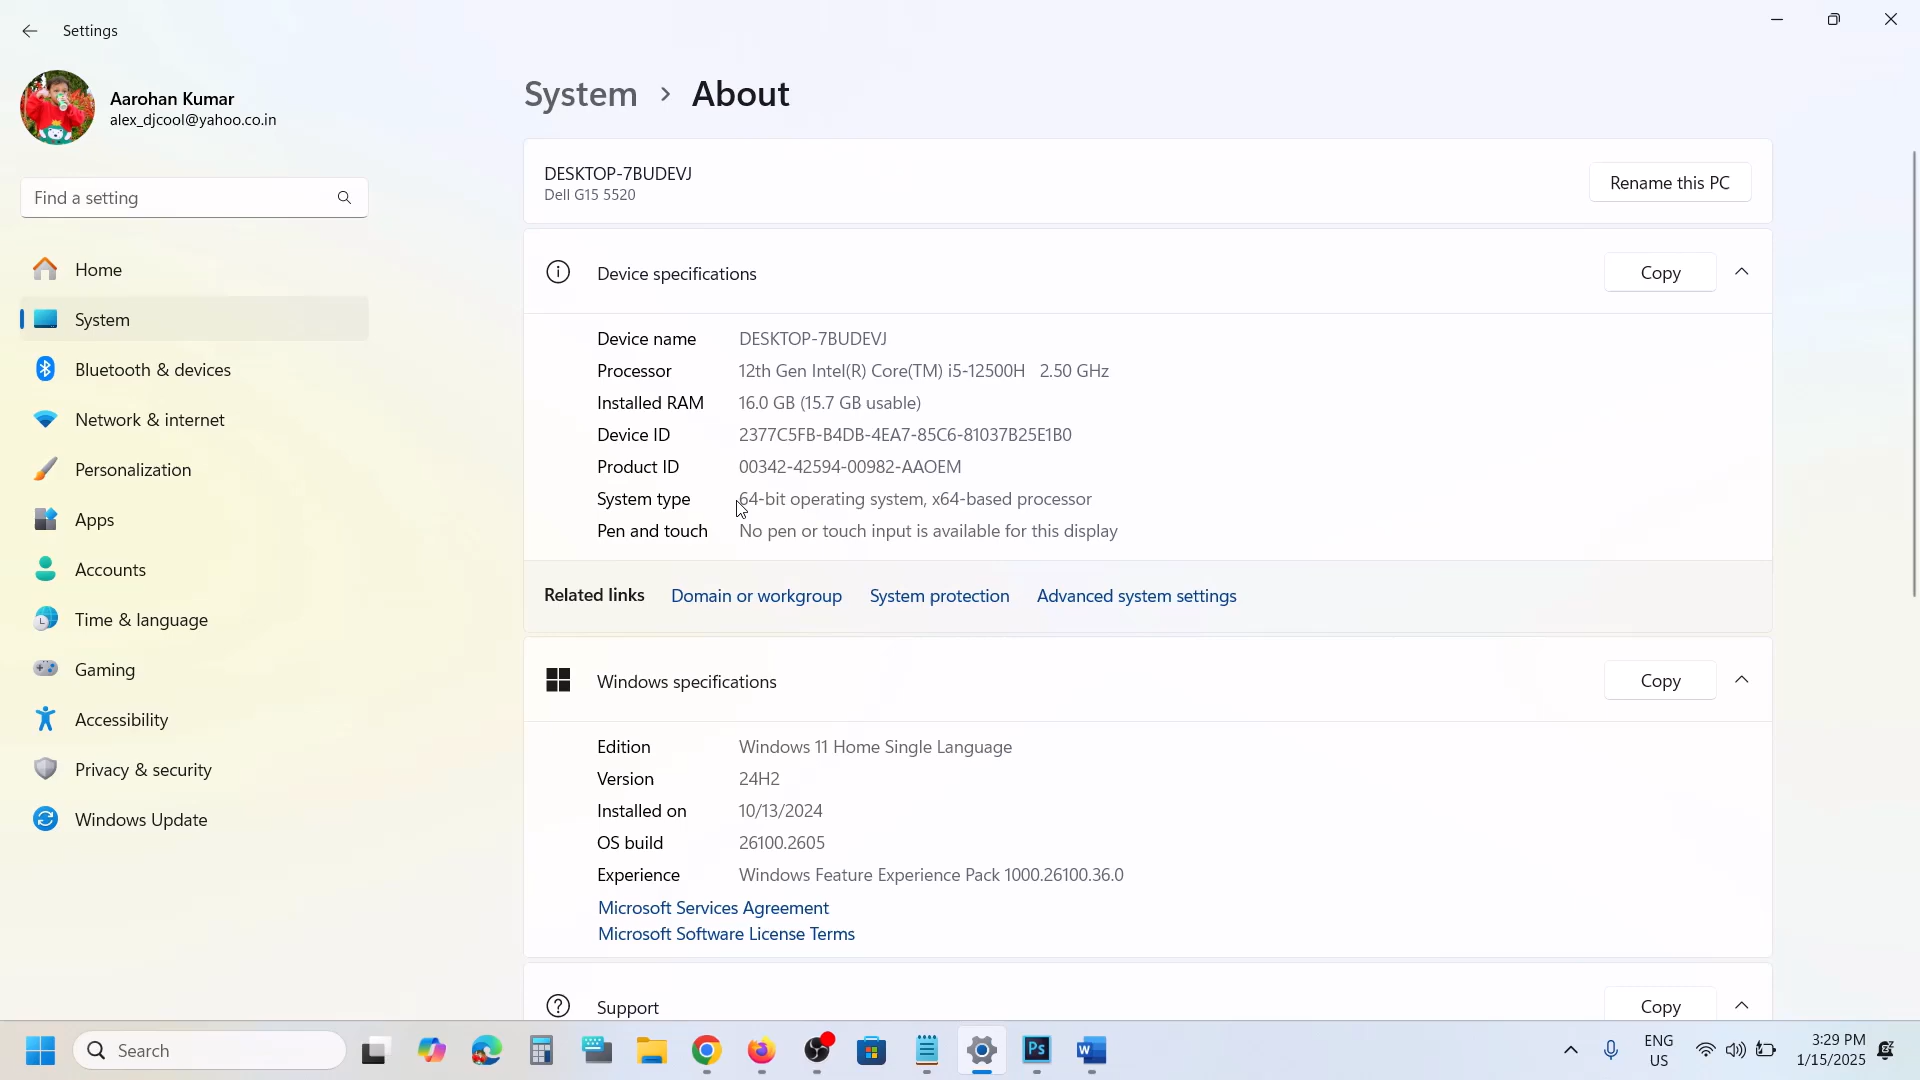 Settings
Aarohan Kumar
alex_djcool@yahoo.co.in
Find a setting
Home
System
Bluetooth & devices
Network & internet
Personalization
Apps
Accounts
Time & language
Gaming
Accessibility
Privacy & security
Windows Update
System > About
DESKTOP-7BUDEVJ
Dell G15 5520
Rename this PC
Device specifications
Copy
Device name DESKTOP-7BUDEVJ
Processor 12th Gen Intel(R) Core(TM) i5-12500H 2.50 GHz
Installed RAM 16.0 GB (15.7 GB usable)
Device ID 2377C5FB-B4DB-4EA7-85C6-81037B25E1B0
Product ID 00342-42594-00982-AAOEM
System type 64-bit operating system, x64-based processor
Pen and touch No pen or touch input is available for this display
Related links Domain or workgroup System protection Advanced system settings
Windows specifications
Copy
Edition Windows 11 Home Single Language
Version 24H2
Installed on 10/13/2024
OS build 26100.2605
Experience Windows Feature Experience Pack 1000.26100.36.0
Microsoft Services Agreement
Microsoft Software License Terms
Support
Copy
Search
Ps
W
ENG
US
3:29 PM
1/15/2025